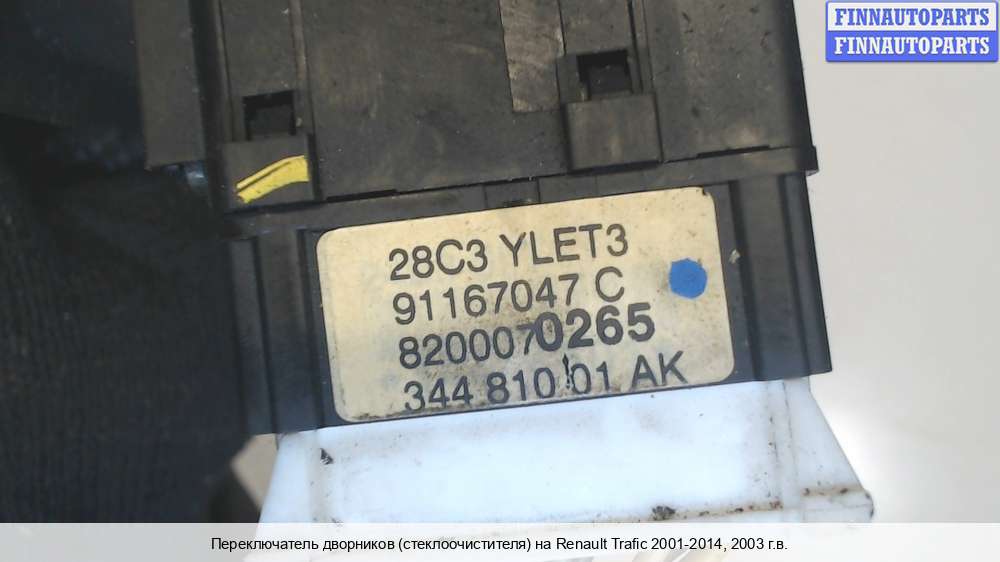 FINNAUTOPARTS
FINNAUTOPARTS
28C3 YLET3
91167047 C
8200070265
344 810 01 AK
Переключатель дворников (стеклоочистителя) на Renault Trafic 2001-2014, 2003 г.в.